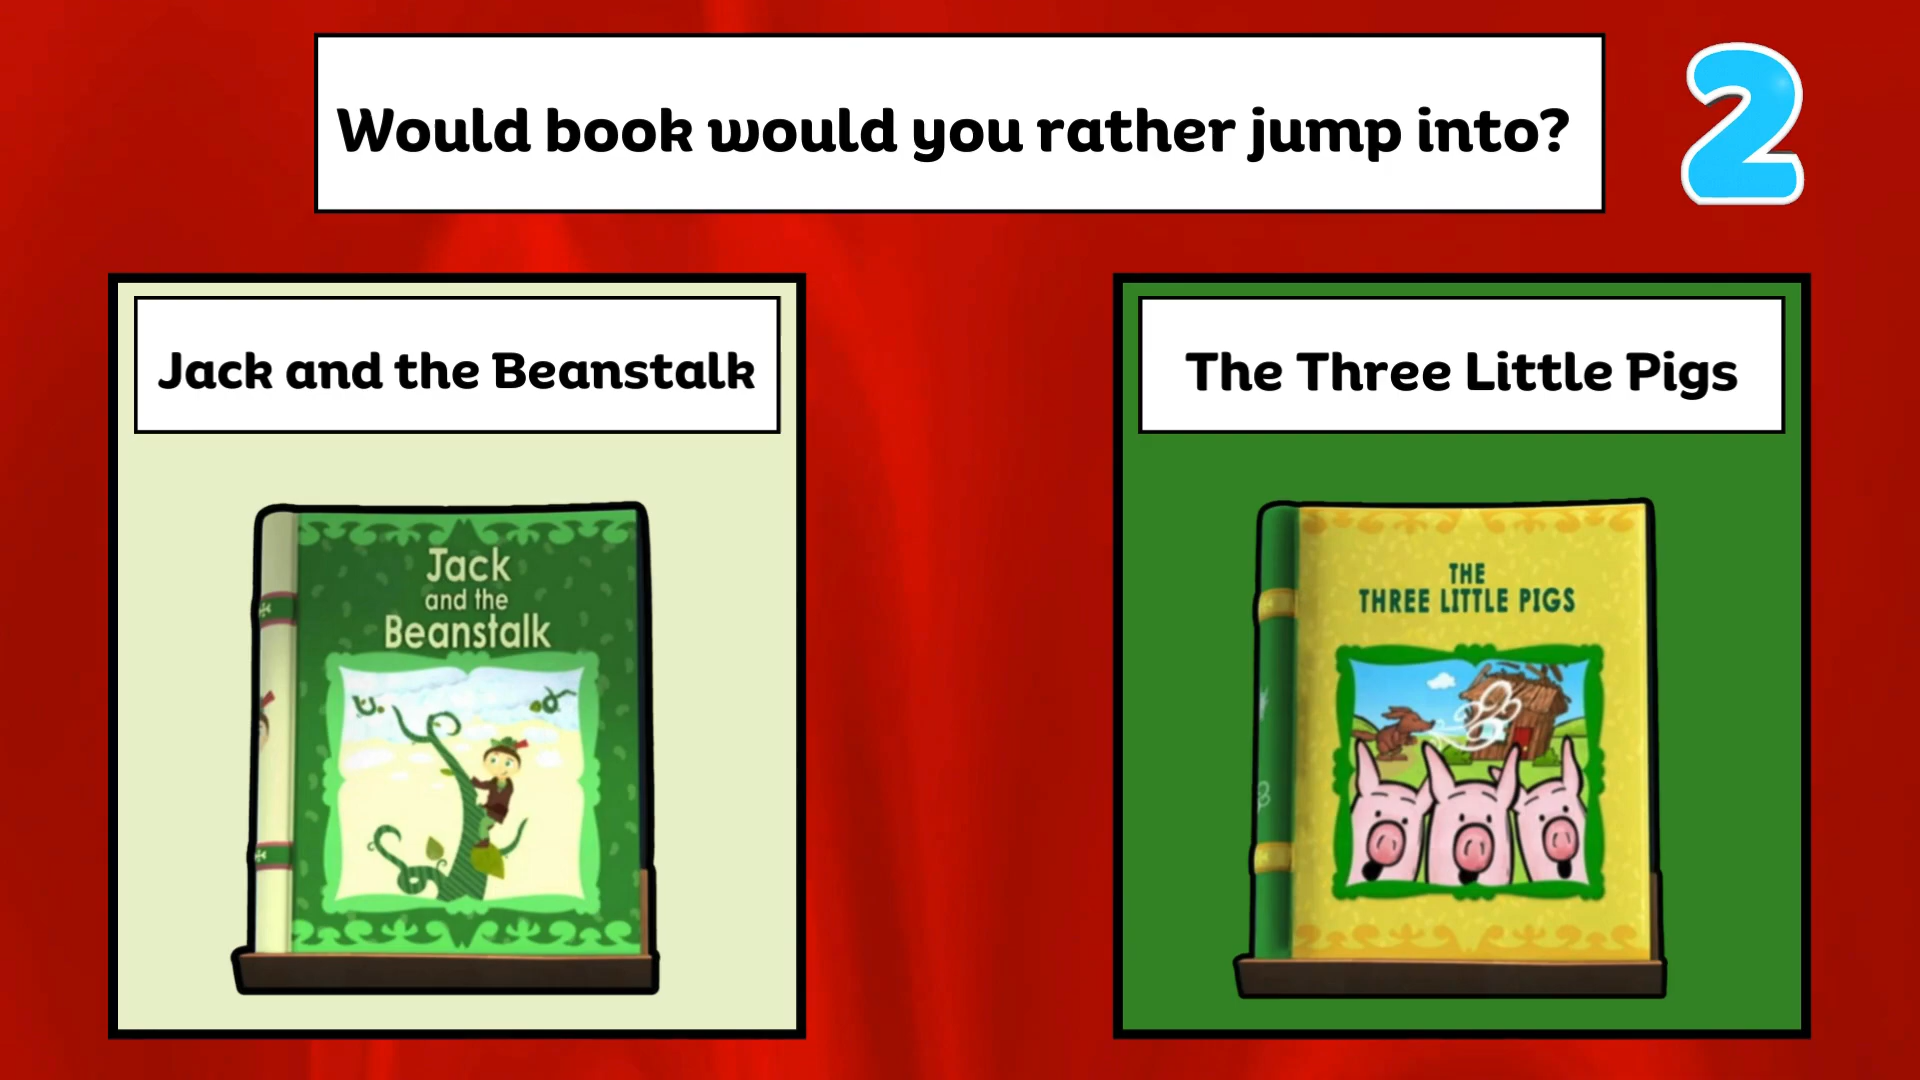 Would book would you rather jump into?
2
Jack and the Beanstalk
The Three Little Pigs
Jack
and the
Beanstalk
THE
THREE LITTLE PIGS